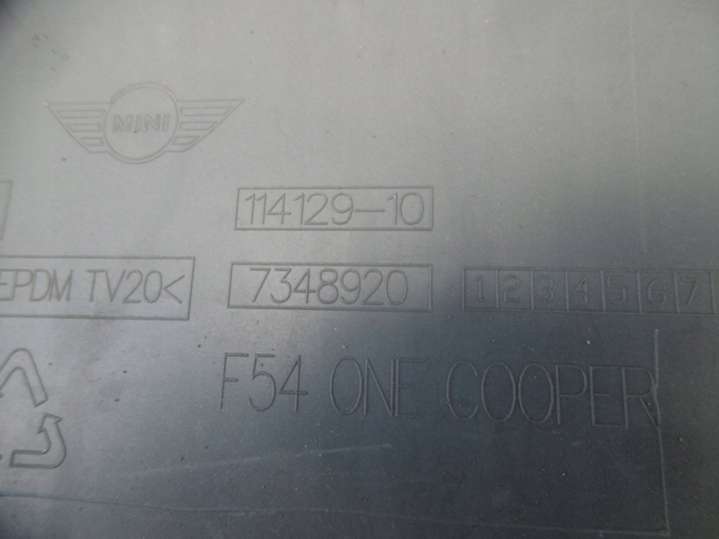 MINI
114129-10
EPDM TV20<
7348920
1 2 3 4 5 6 7
F54 ONE COOPER